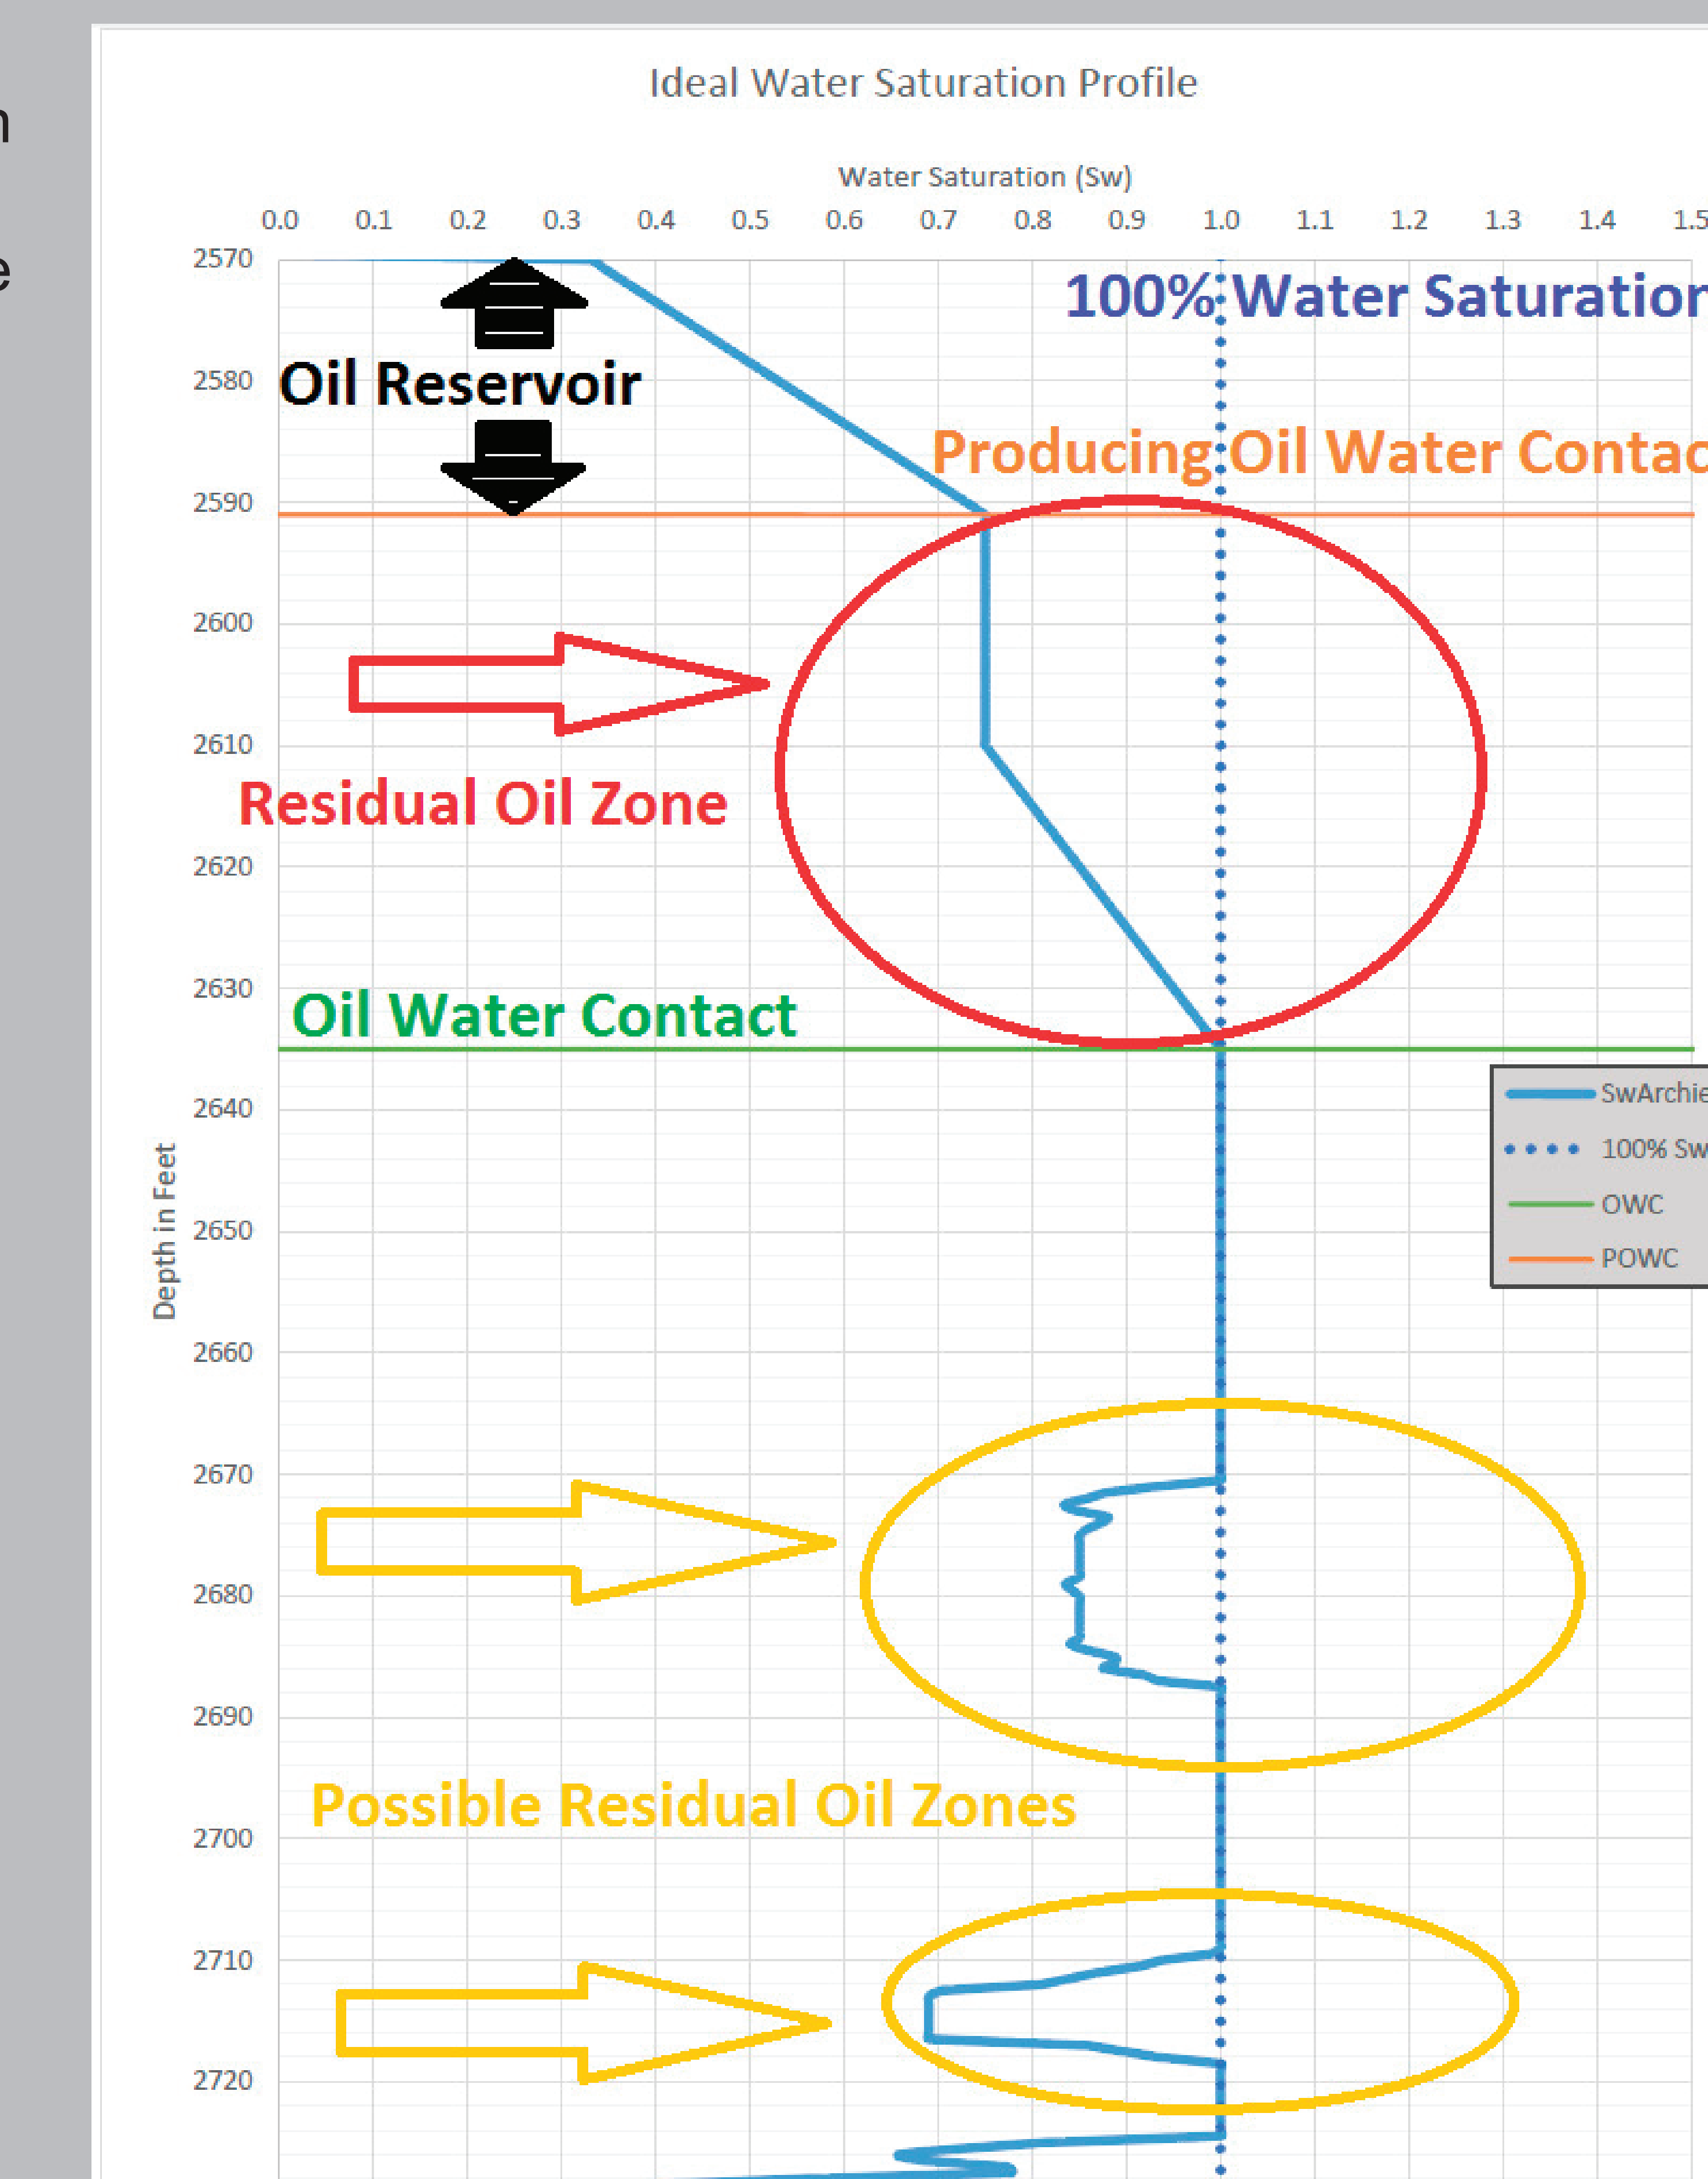 n
e
Ideal Water Saturation Profile
Water Saturation (Sw)
0.0 0.1 0.2 0.3 0.4 0.5 0.6 0.7 0.8 0.9 1.0 1.1 1.2 1.3 1.4 1.5
2570
100% Water Saturation
2580
Oil Reservoir
Producing Oil Water Contac
2590
2600
2610
Residual Oil Zone
2620
2630
Oil Water Contact
SwArchie
2640
100% Sw
OWC
Depth in Feet
2650
POWC
2660
2670
2680
2690
Possible Residual Oil Zones
2700
2710
2720